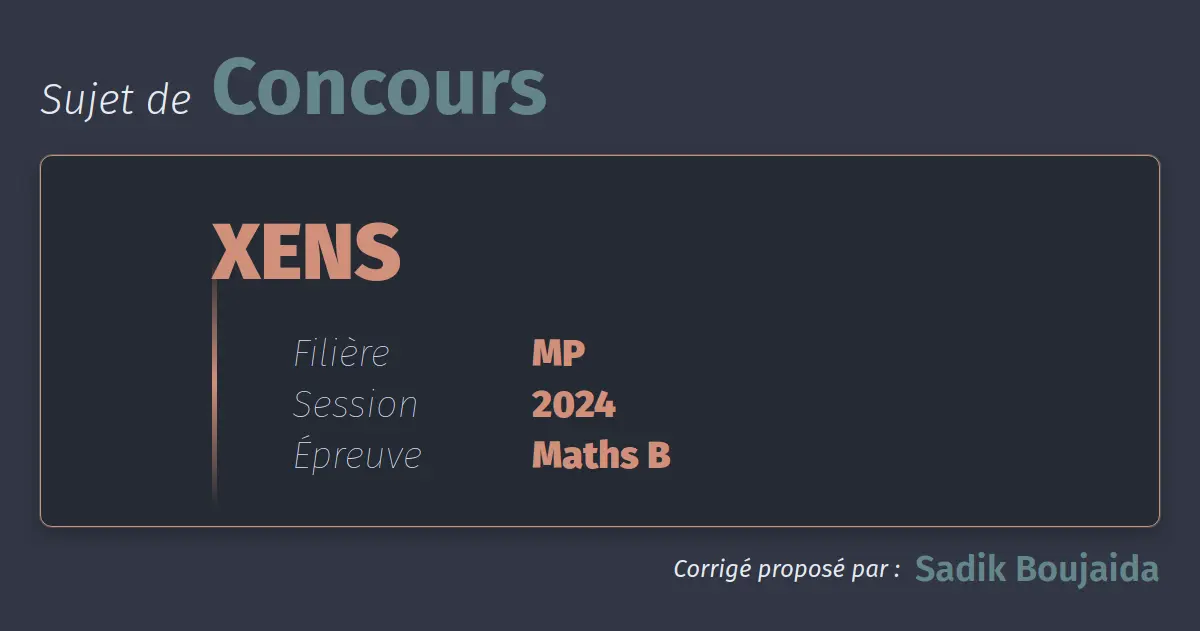 Sujet de Concours
XENS
Filière MP
Session 2024
Épreuve Maths B
Corrigé proposé par : Sadik Boujaida